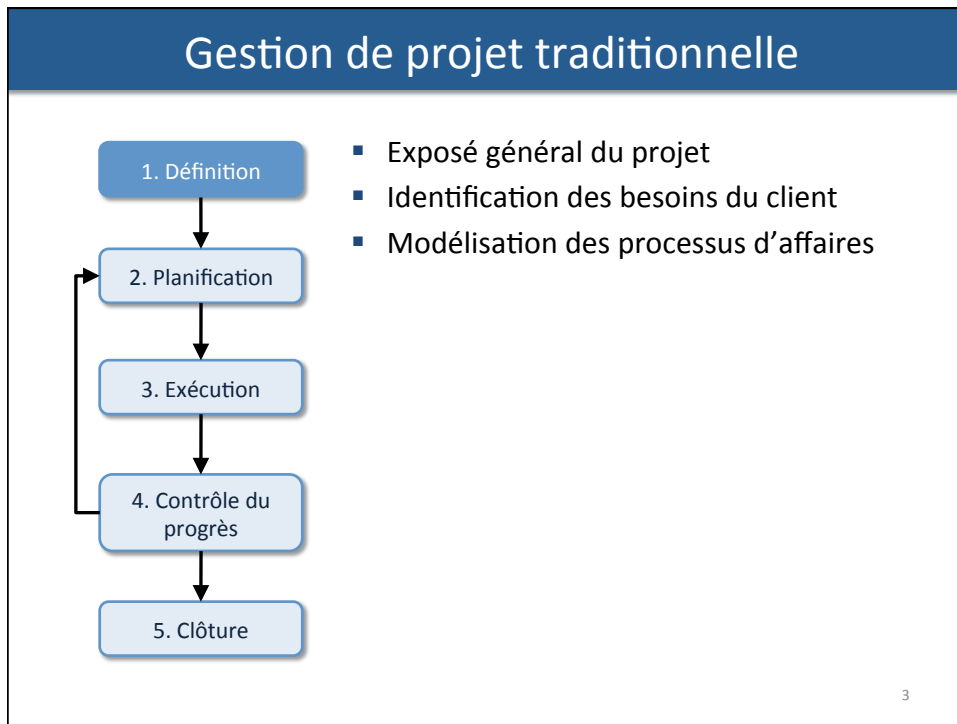 Gestion de projet traditionnelle
1. Définition
2. Planification
3. Exécution
4. Contrôle du
progrès
5. Clôture
▪ Exposé général du projet
▪ Identification des besoins du client
▪ Modélisation des processus d’affaires
3